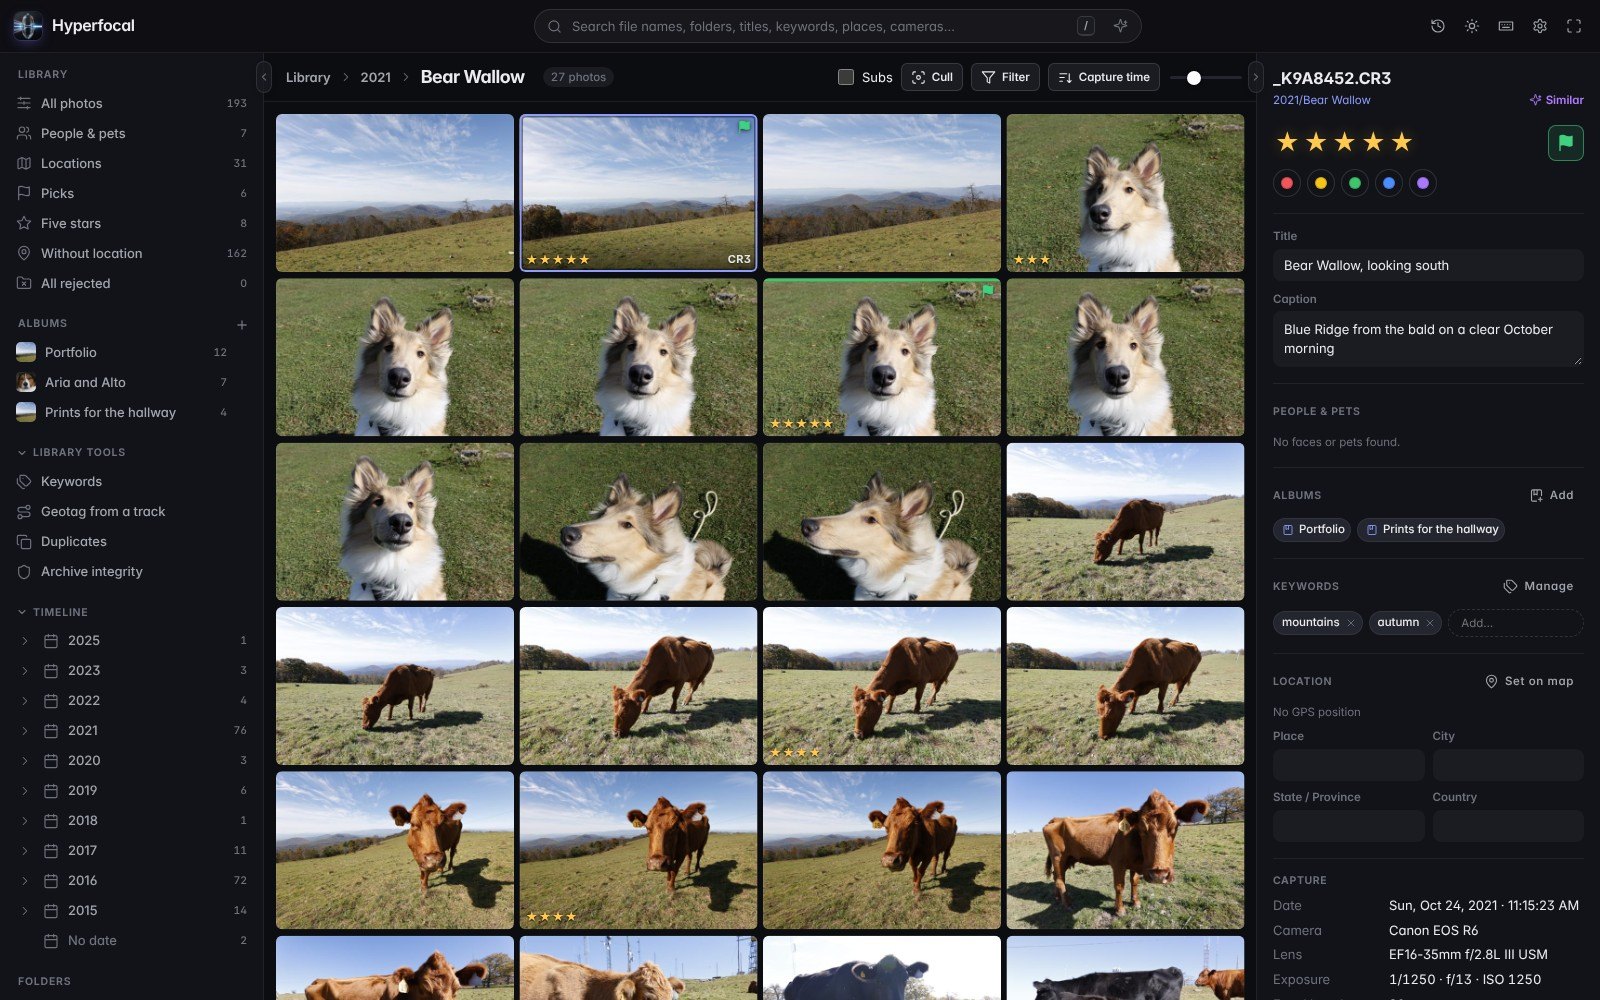 Hyperfocal
Search file names, folders, titles, keywords, places, cameras...
/
LIBRARY
All photos 193
People & pets 7
Locations 31
Picks 6
Five stars 8
Without location 162
All rejected 0
ALBUMS
Portfolio 12
Aria and Alto 7
Prints for the hallway 4
LIBRARY TOOLS
Keywords
Geotag from a track
Duplicates
Archive integrity
TIMELINE
2025 1
2023 3
2022 4
2021 76
2020 3
2019 6
2018 1
2017 11
2016 72
2015 14
No date 2
FOLDERS
Library > 2021 > Bear Wallow 27 photos
Subs Cull Filter Capture time
CR3
_K9A8452.CR3
2021/Bear Wallow Similar
Title
Bear Wallow, looking south
Caption
Blue Ridge from the bald on a clear October
morning
PEOPLE & PETS
No faces or pets found.
ALBUMS Add
Portfolio Prints for the hallway
KEYWORDS Manage
mountains autumn Add...
LOCATION Set on map
No GPS position
Place City
State / Province Country
CAPTURE
Date Sun, Oct 24, 2021 · 11:15:23 AM
Camera Canon EOS R6
Lens EF16-35mm f/2.8L III USM
Exposure 1/1250 · f/13 · ISO 1250